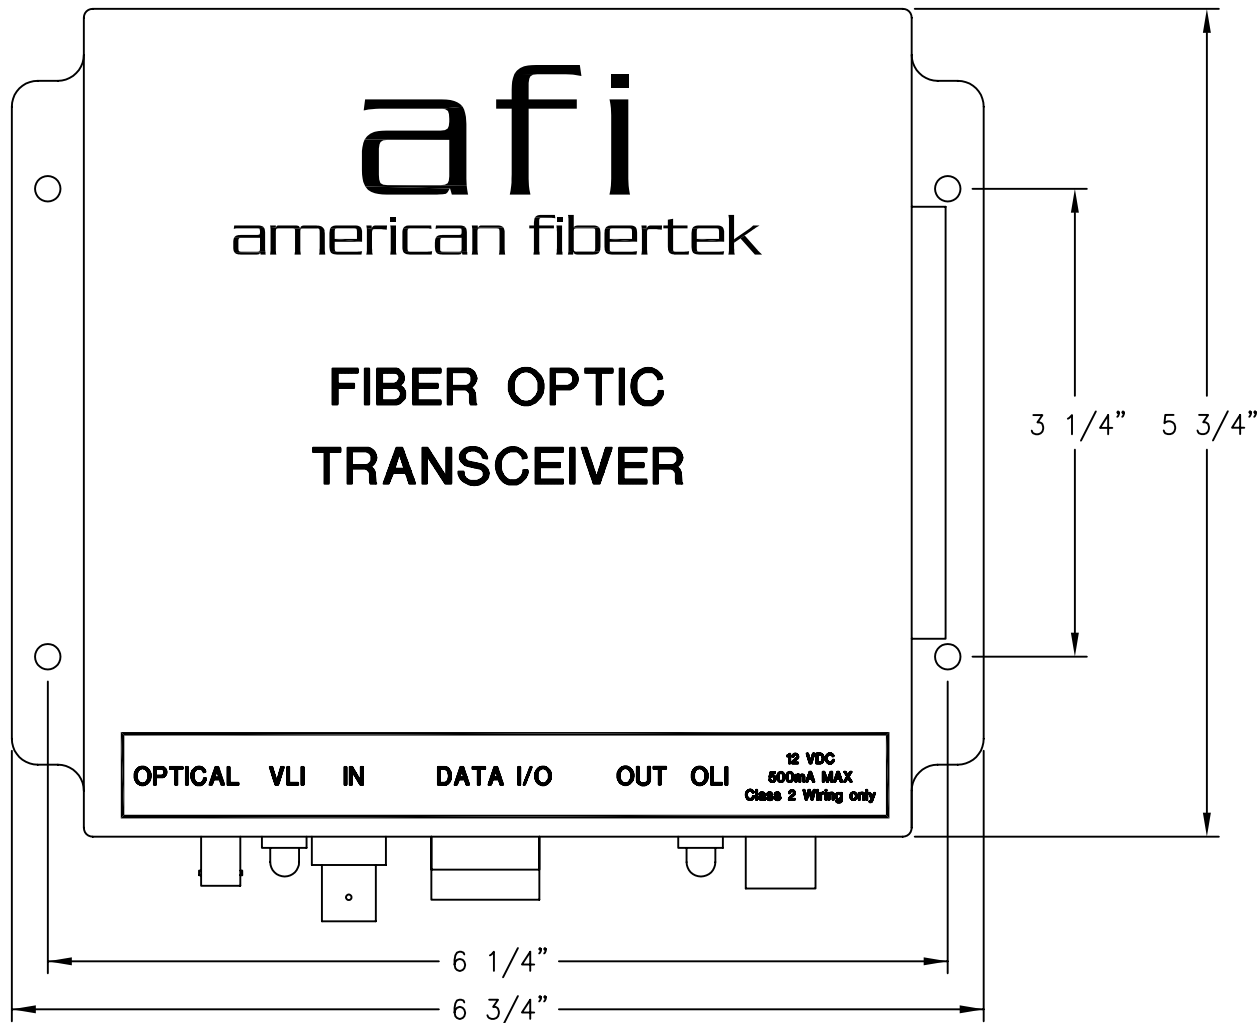 afi
american fibertek
FIBER OPTIC
TRANSCEIVER
3 1/4”
5 3/4”
OPTICAL VLI IN DATA I/O OUT OLI
12 VDC
500mA MAX
Class 2 Wiring only
6 1/4”
6 3/4”